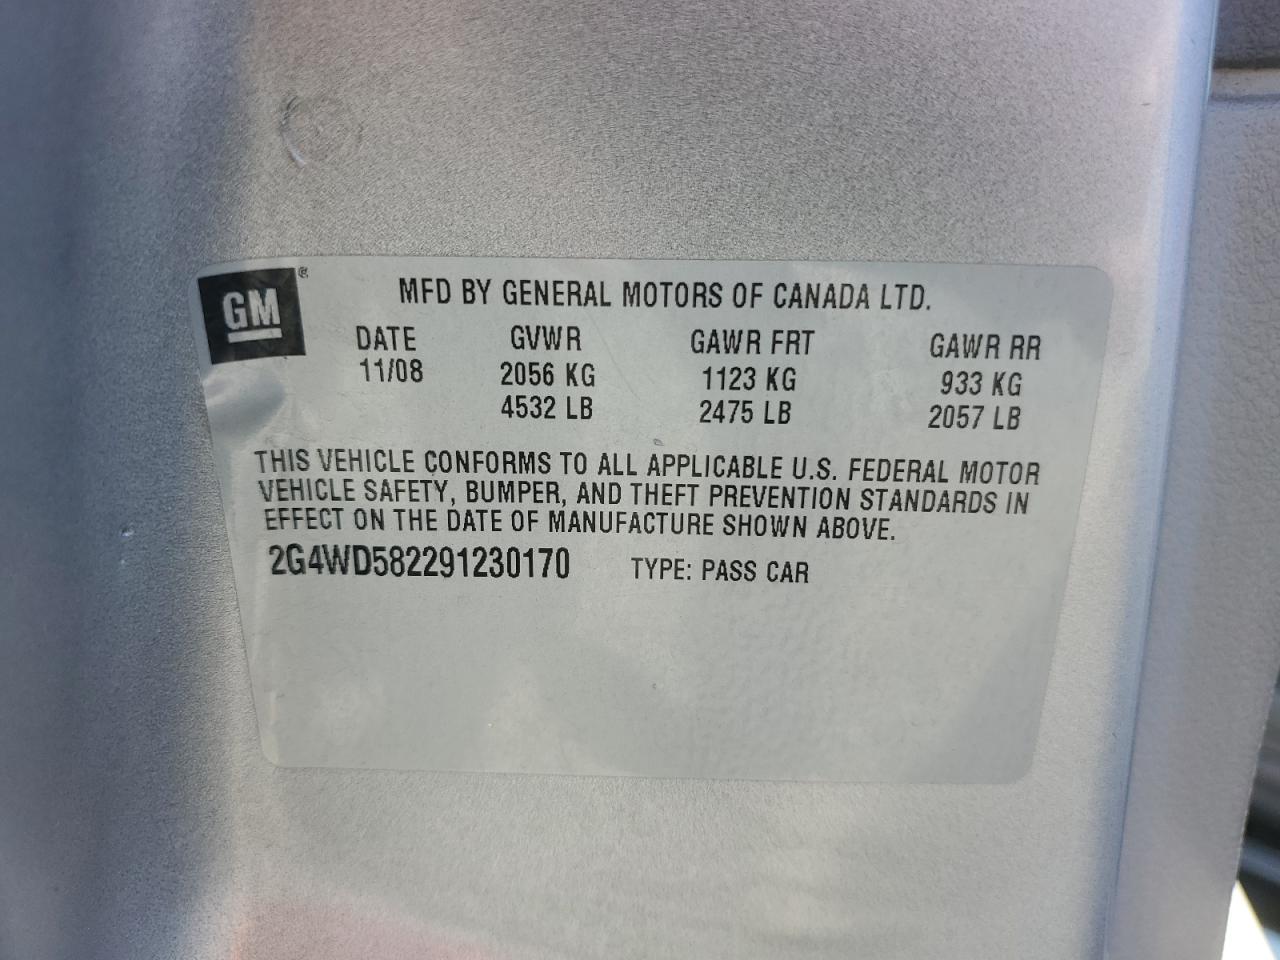 GM®
MFD BY GENERAL MOTORS OF CANADA LTD.
DATE GVWR GAWR FRT GAWR RR
11/08 2056 KG 1123 KG 933 KG
4532 LB 2475 LB 2057 LB
THIS VEHICLE CONFORMS TO ALL APPLICABLE U.S. FEDERAL MOTOR
VEHICLE SAFETY, BUMPER, AND THEFT PREVENTION STANDARDS IN
EFFECT ON THE DATE OF MANUFACTURE SHOWN ABOVE.
2G4WD582291230170 TYPE: PASS CAR